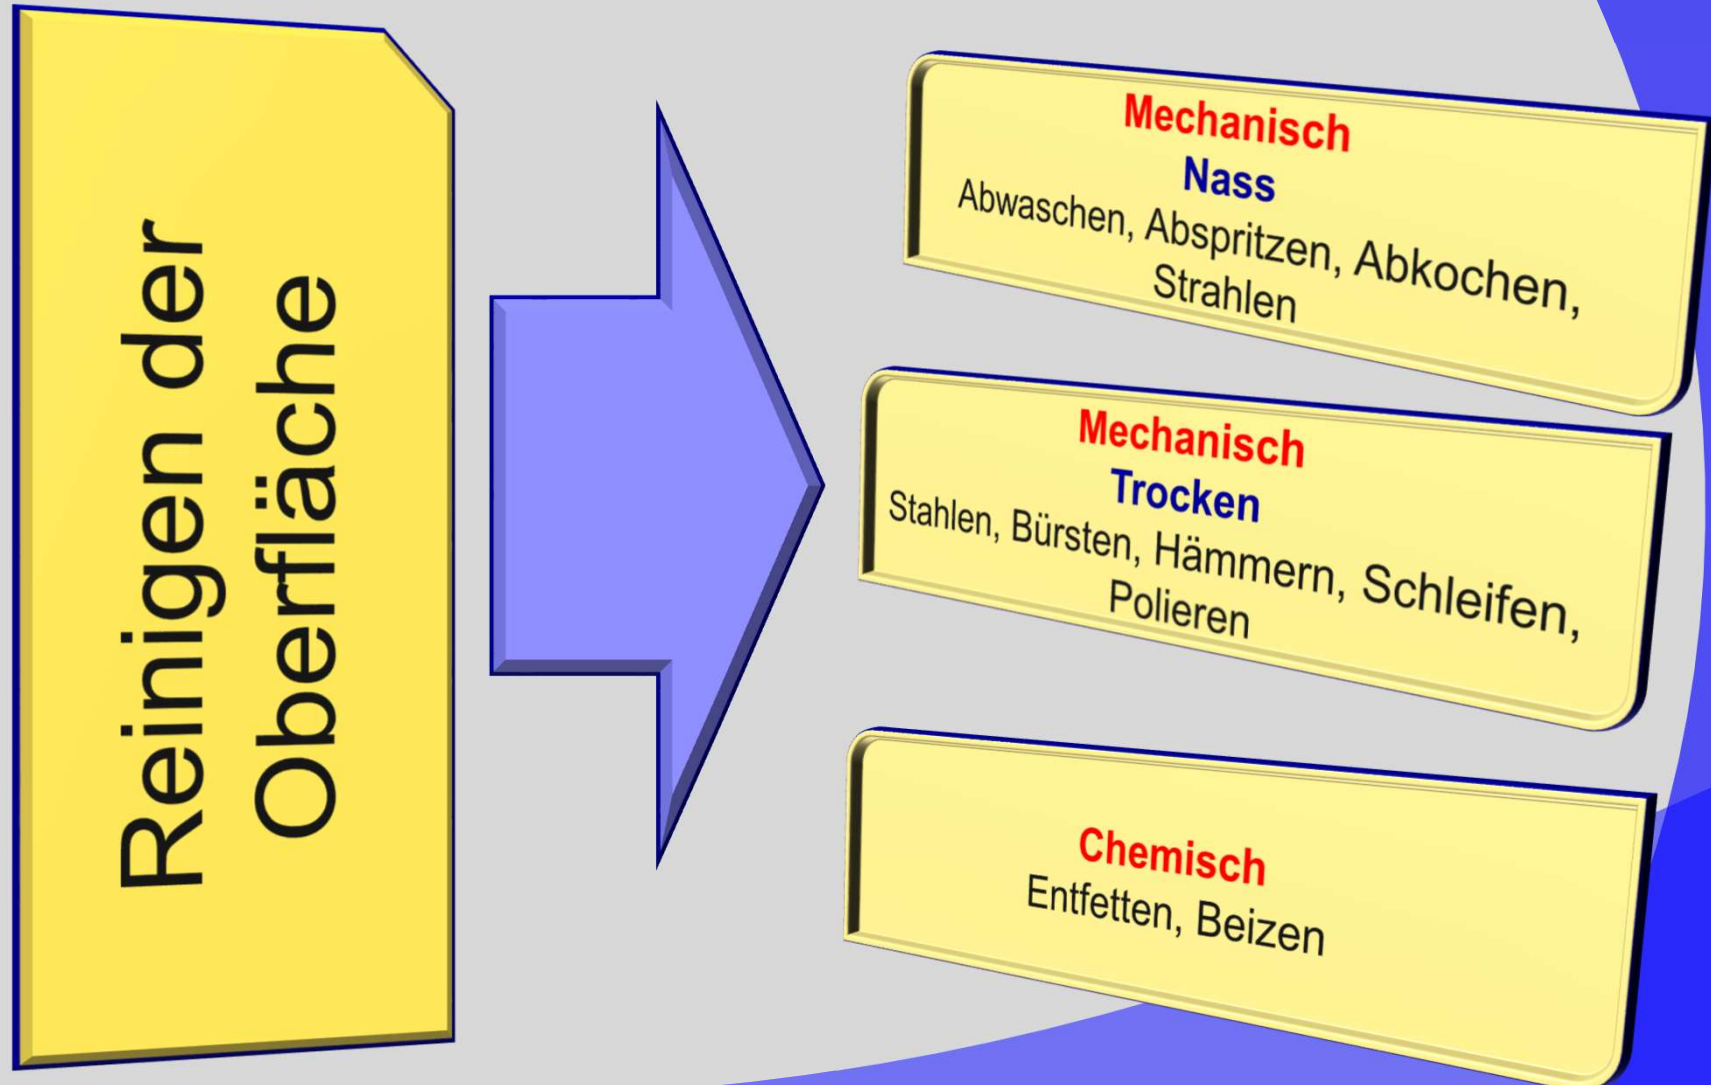 Reinigen der
Oberfläche
Mechanisch
Nass
Abwaschen, Abspritzen, Abkochen,
Strahlen
Mechanisch
Trocken
Stahlen, Bürsten, Hämmern, Schleifen,
Polieren
Chemisch
Entfetten, Beizen